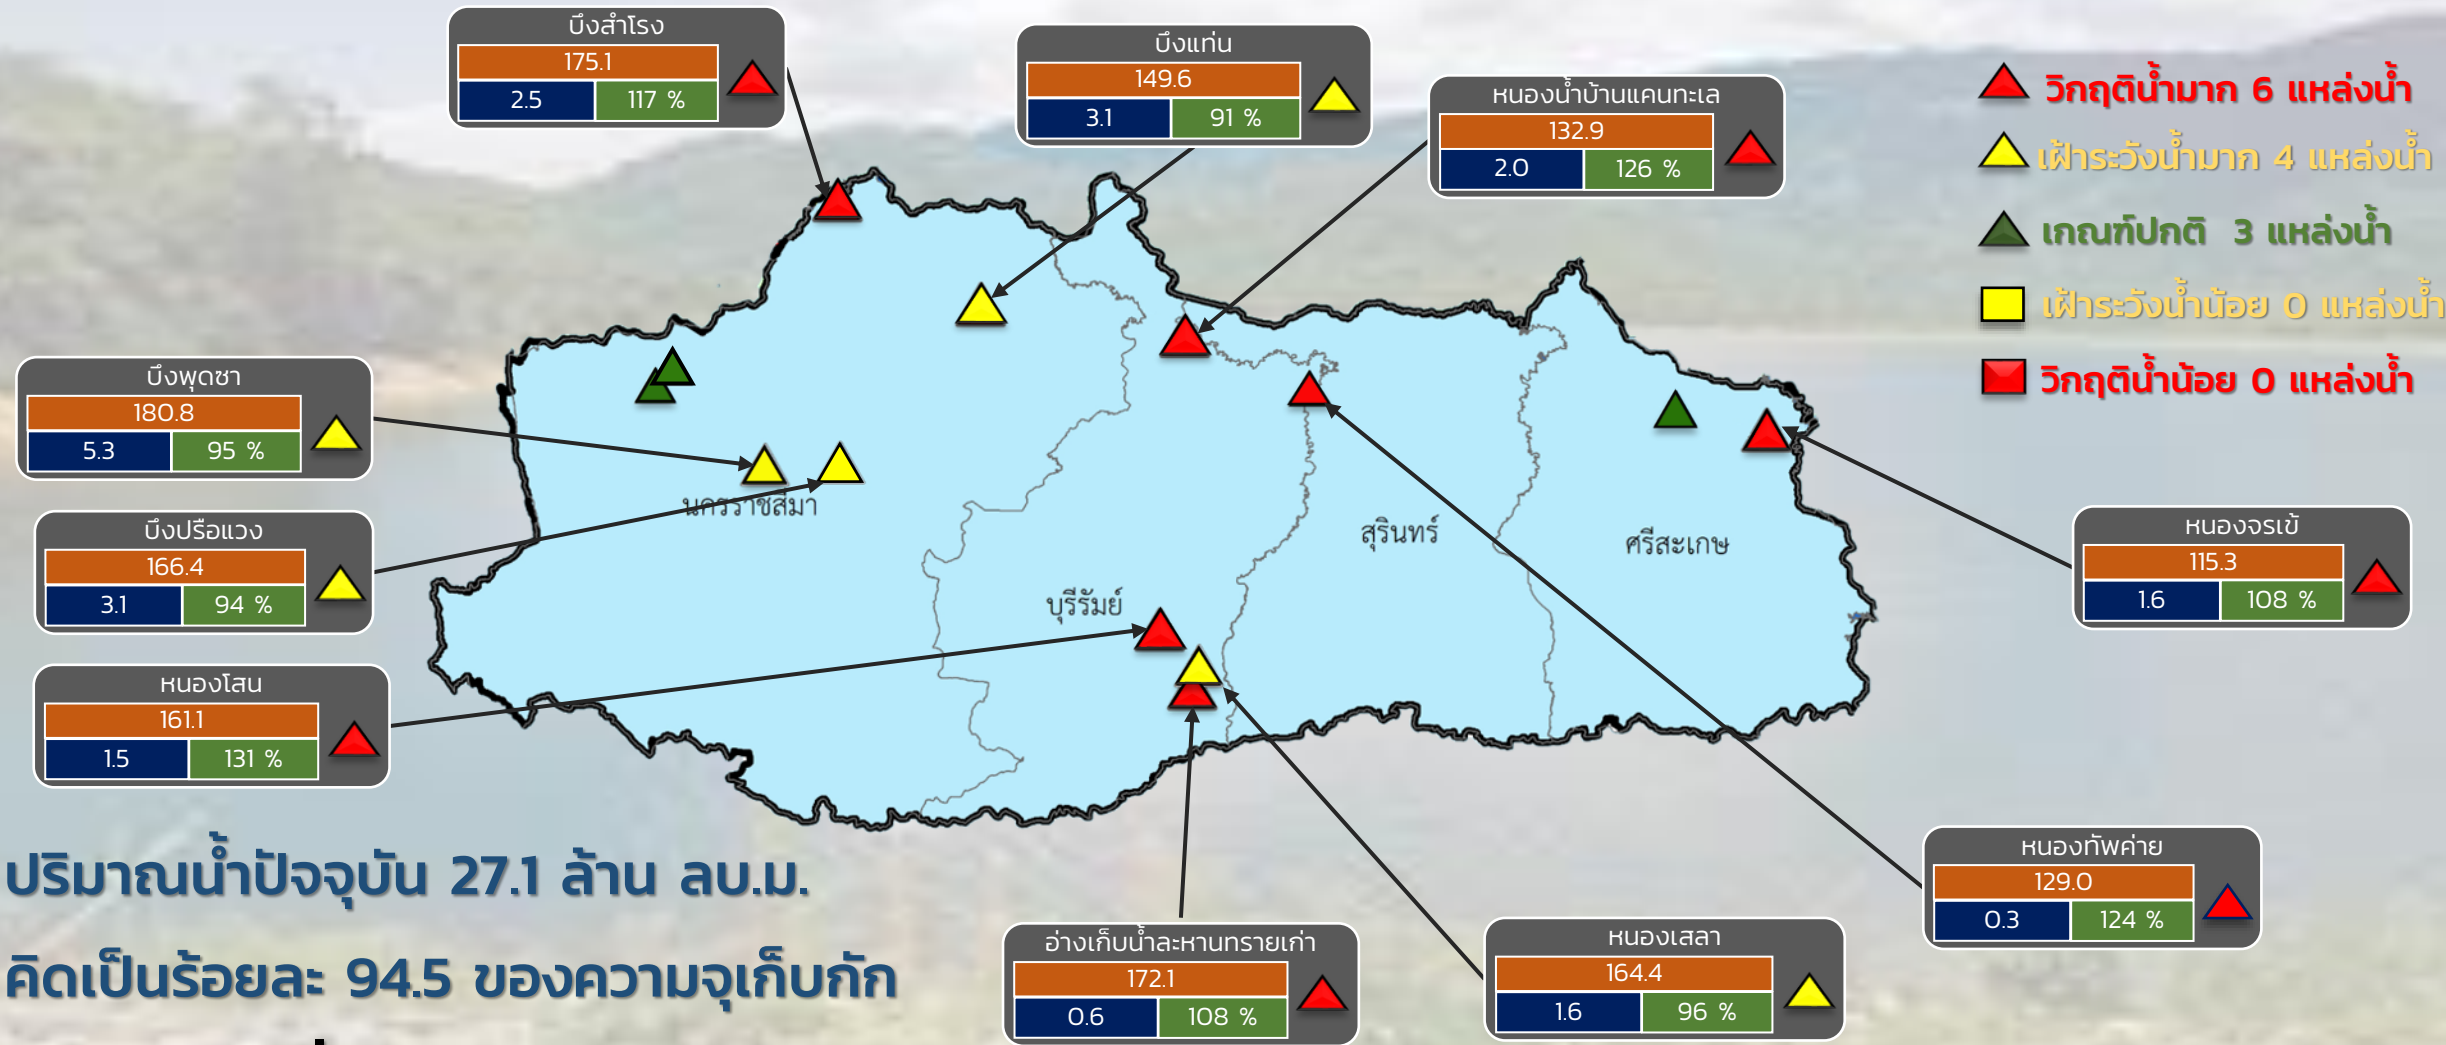 บึงสำโรง
175.1
2.5 117 %
บึงแท่น
149.6
3.1 91 %
หนองน้ำบ้านแคนทะเล
132.9
2.0 126 %
วิกฤติน้ำมาก 6 แหล่งน้ำ
เฝ้าระวังน้ำมาก 4 แหล่งน้ำ
เกณฑ์ปกติ 3 แหล่งน้ำ
เฝ้าระวังน้ำน้อย 0 แหล่งน้ำ
วิกฤติน้ำน้อย 0 แหล่งน้ำ
บึงพุดซา
180.8
5.3 95 %
บึงปรือแวง
166.4
3.1 94 %
หนองโสน
161.1
1.5 131 %
นครราชสีมา
บุรีรัมย์
สุรินทร์
ศรีสะเกษ
หนองจรเข้
115.3
1.6 108 %
หนองทัพค่าย
129.0
0.3 124 %
อ่างเก็บน้ำละหานทรายเก่า
172.1
0.6 108 %
หนองเสลา
164.4
1.6 96 %
ปริมาณน้ำปัจจุบัน 27.1 ล้าน ลบ.ม.
คิดเป็นร้อยละ 94.5 ของความจุเก็บกัก